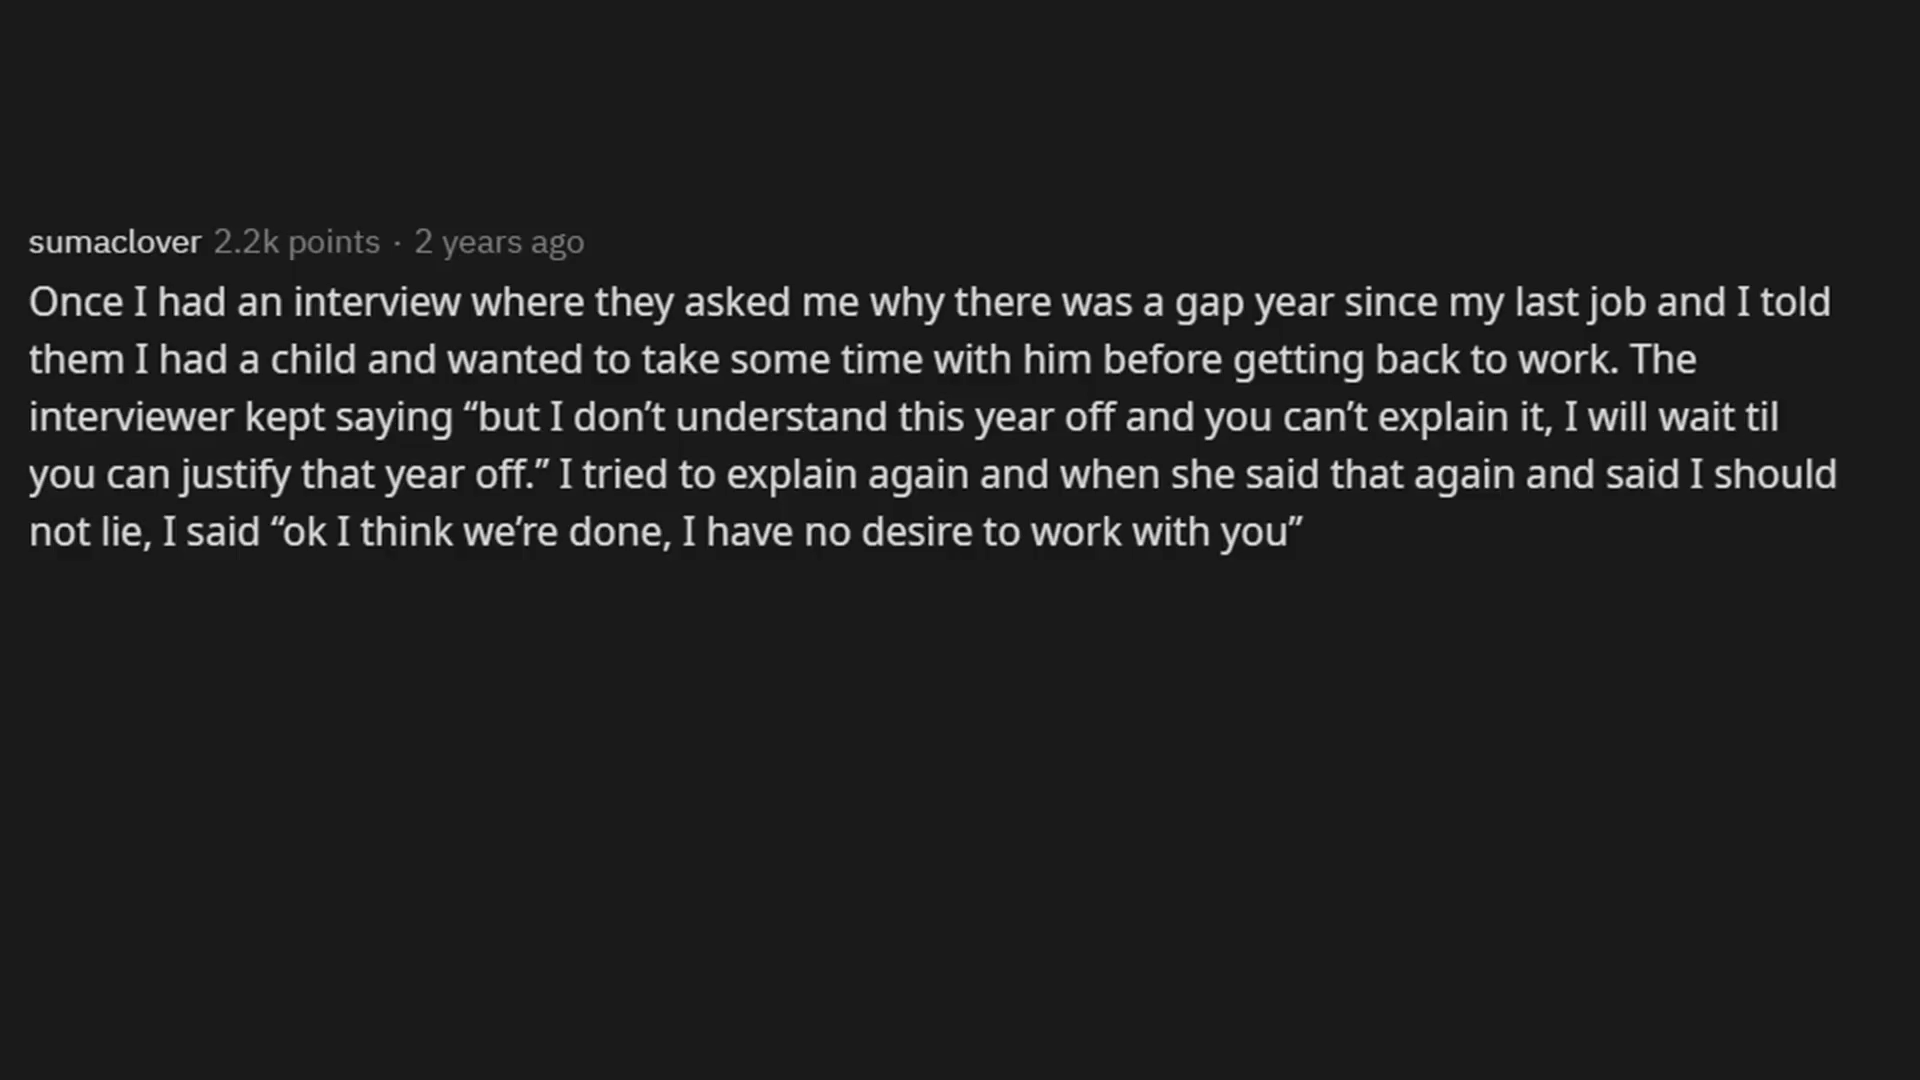 sumaclover 2.2k points · 2 years ago
Once I had an interview where they asked me why there was a gap year since my last job and I told
them I had a child and wanted to take some time with him before getting back to work. The
interviewer kept saying “but I don’t understand this year off and you can’t explain it, I will wait til
you can justify that year off.” I tried to explain again and when she said that again and said I should
not lie, I said “ok I think we’re done, I have no desire to work with you”